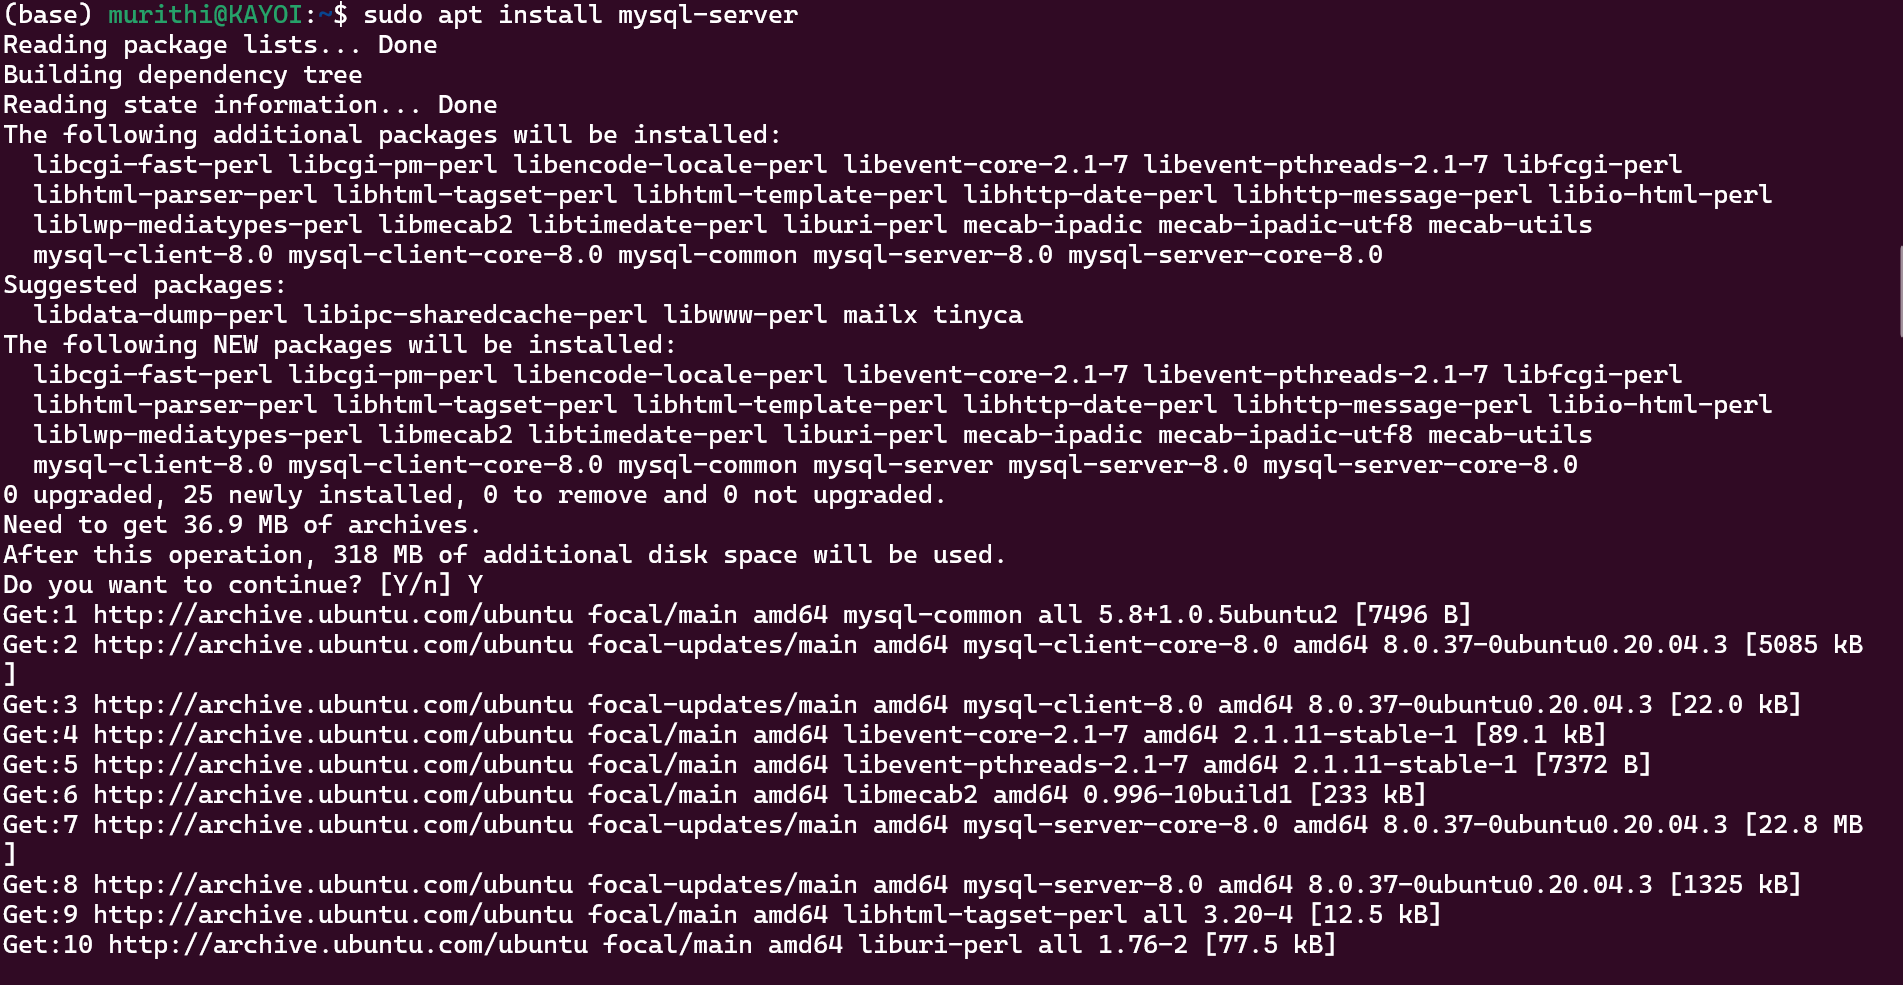 (base) murithi@KAYOI:~$ sudo apt install mysql-server
Reading package lists... Done
Building dependency tree
Reading state information... Done
The following additional packages will be installed:
  libcgi-fast-perl libcgi-pm-perl libencode-locale-perl libevent-core-2.1-7 libevent-pthreads-2.1-7 libfcgi-perl
  libhtml-parser-perl libhtml-tagset-perl libhtml-template-perl libhttp-date-perl libhttp-message-perl libio-html-perl
  liblwp-mediatypes-perl libmecab2 libtimedate-perl liburi-perl mecab-ipadic mecab-ipadic-utf8 mecab-utils
  mysql-client-8.0 mysql-client-core-8.0 mysql-common mysql-server-8.0 mysql-server-core-8.0
Suggested packages:
  libdata-dump-perl libipc-sharedcache-perl libwww-perl mailx tinyca
The following NEW packages will be installed:
  libcgi-fast-perl libcgi-pm-perl libencode-locale-perl libevent-core-2.1-7 libevent-pthreads-2.1-7 libfcgi-perl
  libhtml-parser-perl libhtml-tagset-perl libhtml-template-perl libhttp-date-perl libhttp-message-perl libio-html-perl
  liblwp-mediatypes-perl libmecab2 libtimedate-perl liburi-perl mecab-ipadic mecab-ipadic-utf8 mecab-utils
  mysql-client-8.0 mysql-client-core-8.0 mysql-common mysql-server mysql-server-8.0 mysql-server-core-8.0
0 upgraded, 25 newly installed, 0 to remove and 0 not upgraded.
Need to get 36.9 MB of archives.
After this operation, 318 MB of additional disk space will be used.
Do you want to continue? [Y/n] Y
Get:1 http://archive.ubuntu.com/ubuntu focal/main amd64 mysql-common all 5.8+1.0.5ubuntu2 [7496 B]
Get:2 http://archive.ubuntu.com/ubuntu focal-updates/main amd64 mysql-client-core-8.0 amd64 8.0.37-0ubuntu0.20.04.3 [5085 kB
]
Get:3 http://archive.ubuntu.com/ubuntu focal-updates/main amd64 mysql-client-8.0 amd64 8.0.37-0ubuntu0.20.04.3 [22.0 kB]
Get:4 http://archive.ubuntu.com/ubuntu focal/main amd64 libevent-core-2.1-7 amd64 2.1.11-stable-1 [89.1 kB]
Get:5 http://archive.ubuntu.com/ubuntu focal/main amd64 libevent-pthreads-2.1-7 amd64 2.1.11-stable-1 [7372 B]
Get:6 http://archive.ubuntu.com/ubuntu focal/main amd64 libmecab2 amd64 0.996-10build1 [233 kB]
Get:7 http://archive.ubuntu.com/ubuntu focal-updates/main amd64 mysql-server-core-8.0 amd64 8.0.37-0ubuntu0.20.04.3 [22.8 MB
]
Get:8 http://archive.ubuntu.com/ubuntu focal-updates/main amd64 mysql-server-8.0 amd64 8.0.37-0ubuntu0.20.04.3 [1325 kB]
Get:9 http://archive.ubuntu.com/ubuntu focal/main amd64 libhtml-tagset-perl all 3.20-4 [12.5 kB]
Get:10 http://archive.ubuntu.com/ubuntu focal/main amd64 liburi-perl all 1.76-2 [77.5 kB]